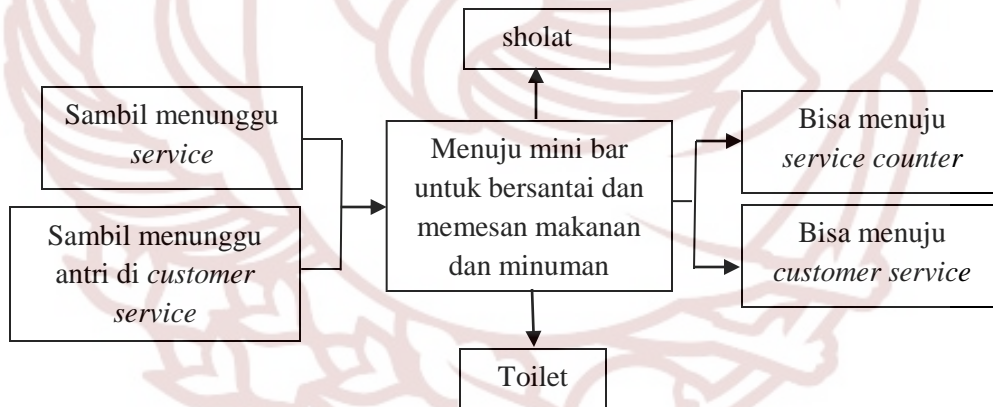 sholat
Sambil menunggu
service
Sambil menunggu
antri di customer
service
Menuju mini bar
untuk bersantai dan
memesan makanan
dan minuman
Bisa menuju
service counter
Bisa menuju
customer service
Toilet